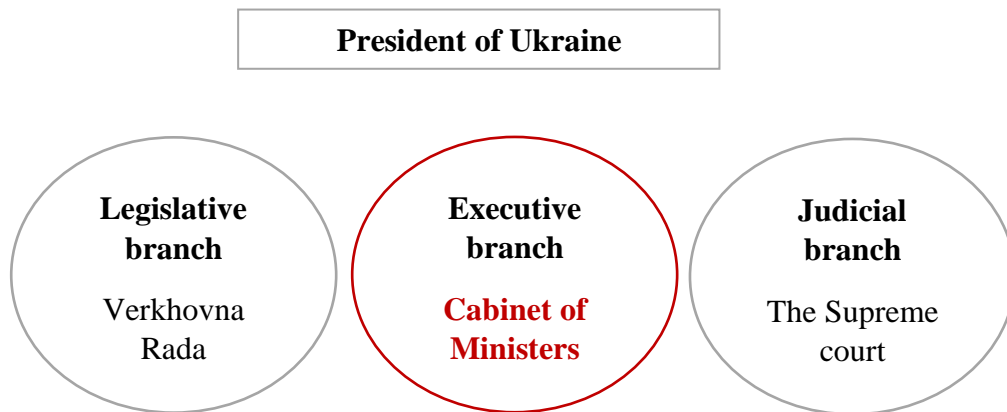 President of Ukraine
Legislative
branch
Verkhovna
Rada
Executive
branch
Cabinet of
Ministers
Judicial
branch
The Supreme
court